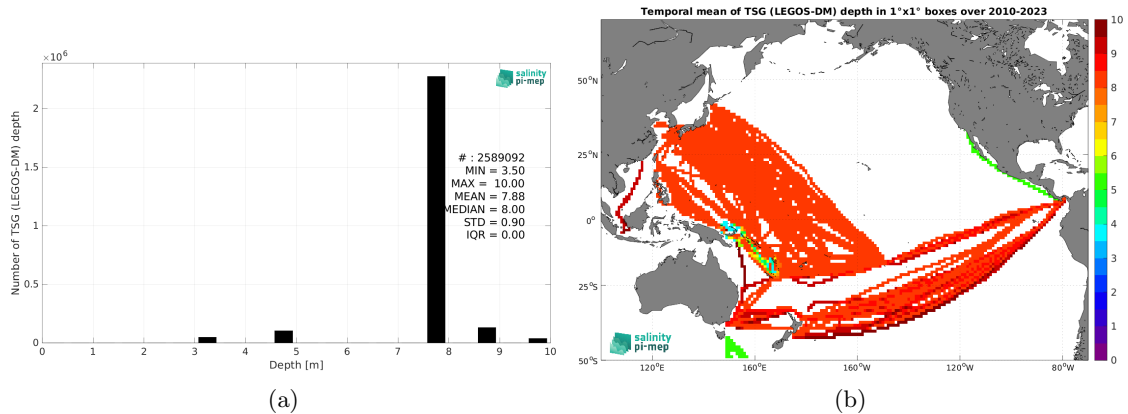 ×10⁶
2
1.5
1
0.5
0
Number of TSG (LEGOS-DM) depth
salinity
pi-mep
# : 2589092
MIN = 3.50
MAX = 10.00
MEAN = 7.88
MEDIAN = 8.00
STD = 0.90
IQR = 0.00
0 1 2 3 4 5 6 7 8 9 10
Depth [m]
(a)
Temporal mean of TSG (LEGOS-DM) depth in 1°x1° boxes over 2010-2023
50°N
25°N
0°
25°S
50°S
120°E 160°E 160°W 120°W 80°W
salinity
pi-mep
10
9
8
7
6
5
4
3
2
1
0
(b)